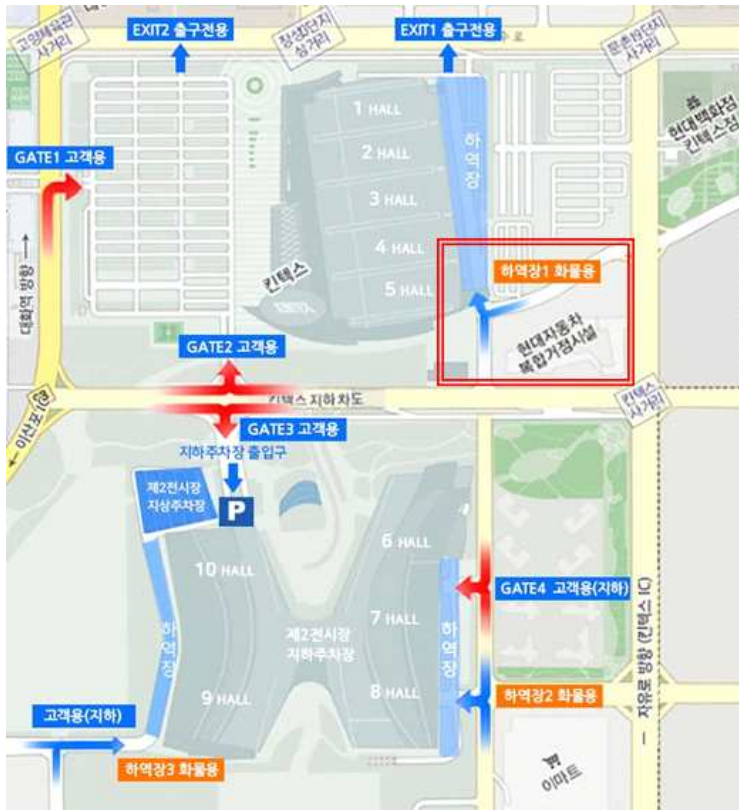 고양체육관
사거리
EXIT2 출구전용
장성1단지
삼거리
EXIT1 출구전용
수로
문촌19단지
사거리
현대백화점
킨텍스점
1 HALL
2 HALL
3 HALL
4 HALL
5 HALL
하역장
GATE1 고객용
대화역 방향
킨텍스
하역장1 화물용
현대자동차
복합거점시설
GATE2 고객용
킨텍스지하차도
킨텍스
사거리
이산포IC
GATE3 고객용
지하주차장 출입구
P
제2전시장
지상주차장
6 HALL
7 HALL
8 HALL
9 HALL
10 HALL
제2전시장
지하주차장
하역장
하역장
GATE4 고객용(지하)
자유로 방향 (킨텍스 IC)
하역장2 화물용
고객용(지하)
하역장3 화물용
이마트